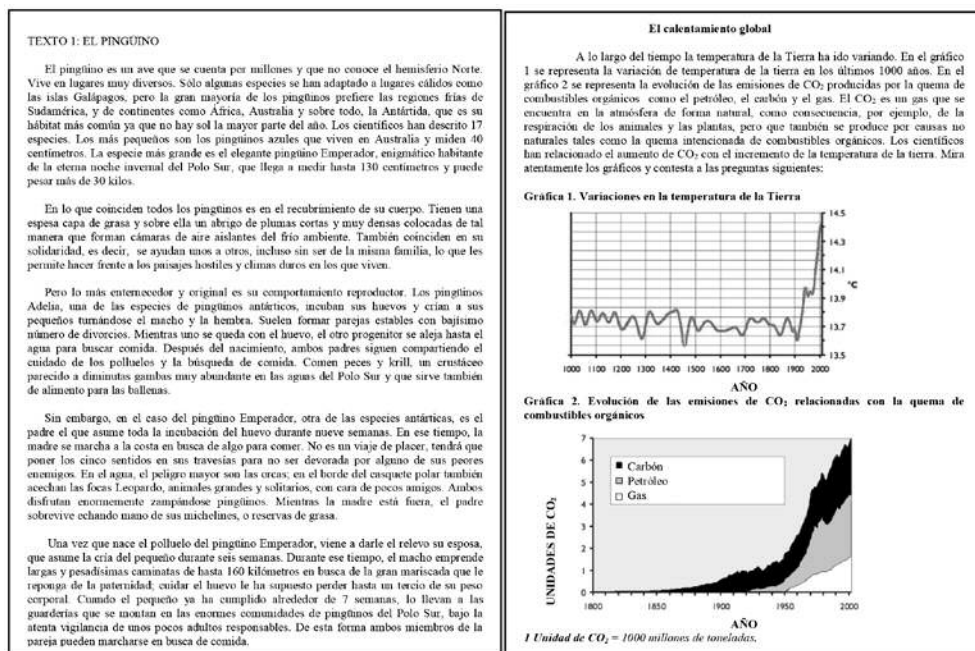 TEXTO 1: EL PINGÜINO
El pingüino es un ave que se cuenta por millones y que no conoce el hemisferio Norte.
Vive en lugares muy diversos. Sólo algunas especies se han adaptado a lugares cálidos como
las islas Galápagos, pero la gran mayoría de los pingüinos prefiere las regiones frías de
Sudamérica, y de continentes como África, Australia y sobre todo, la Antártida, que es su
hábitat más común ya que no hay sol la mayor parte del año. Los científicos han descrito 17
especies. Los más pequeños son los pingüinos azules que viven en Australia y miden 40
centímetros. La especie más grande es el elegante pingüino Emperador, enigmático habitante
de la eterna noche invernal del Polo Sur, que llega a medir hasta 130 centímetros y puede
pesar más de 30 kilos.
En lo que coinciden todos los pingüinos es en el recubrimiento de su cuerpo. Tienen una
espesa capa de grasa y sobre ella un abrigo de plumas cortas y muy densas colocadas de tal
manera que forman cámaras de aire aislantes del frío ambiente. También coinciden en su
solidaridad, es decir, se ayudan unos a otros, incluso sin ser de la misma familia, lo que les
permite hacer frente a los paisajes hostiles y climas duros en los que viven.
Pero lo más enternecedor y original es su comportamiento reproductor. Los pingüinos
Adelia, una de las especies de pingüinos antárticos, incuban sus huevos y crían a sus
pequeños turnándose el macho y la hembra. Suelen formar parejas estables con bajísimo
número de divorcios. Mientras uno se queda con el huevo, el otro progenitor se aleja hasta el
agua para buscar comida. Después del nacimiento, ambos padres siguen compartiendo el
cuidado de los polluelos y la búsqueda de comida. Comen peces y krill, un crustáceo
parecido a diminutas gambas muy abundante en las aguas del Polo Sur y que sirve también
de alimento para las ballenas.
Sin embargo, en el caso del pingüino Emperador, otra de las especies antárticas, es el
padre el que asume toda la incubación del huevo durante nueve semanas. En ese tiempo, la
madre se marcha a la costa en busca de algo para comer. No es un viaje de placer, tendrá que
poner los cinco sentidos en sus travesías para no ser devorada por alguno de sus peores
enemigos. En el agua, el peligro mayor son las orcas; en el borde del casquete polar también
acechan las focas Leopardo, animales grandes y solitarios, con cara de pocos amigos. Ambos
disfrutan enormemente zampándose pingüinos. Mientras la madre está fuera, el padre
sobrevive echando mano de sus michelines, o reservas de grasa.
Una vez que nace el polluelo del pingüino Emperador, viene a darle el relevo su esposa,
que asume la cría del pequeño durante seis semanas. Durante ese tiempo, el macho emprende
largas y pesadísimas caminatas de hasta 160 kilómetros en busca de la gran mariscada que le
reponga de la paternidad; cuidar el huevo le ha supuesto perder hasta un tercio de su peso
corporal. Cuando el pequeño ya ha cumplido alrededor de 7 semanas, lo llevan a las
guarderías que se montan en las enormes comunidades de pingüinos del Polo Sur, bajo la
atenta vigilancia de unos pocos adultos responsables. De esta forma ambos miembros de la
pareja pueden marcharse en busca de comida.
El calentamiento global
A lo largo del tiempo la temperatura de la Tierra ha ido variando. En el gráfico
1 se representa la variación de temperatura de la tierra en los últimos 1000 años. En el
gráfico 2 se representa la evolución de las emisiones de CO₂ producidas por la quema de
combustibles orgánicos como el petróleo, el carbón y el gas. El CO₂ es un gas que se
encuentra en la atmósfera de forma natural, como consecuencia, por ejemplo, de la
respiración de los animales y las plantas, pero que también se produce por causas no
naturales tales como la quema intencionada de combustibles orgánicos. Los científicos
han relacionado el aumento de CO₂ con el incremento de la temperatura de la tierra. Mira
atentamente los gráficos y contesta a las preguntas siguientes:
Gráfica 1. Variaciones en la temperatura de la Tierra
14.5
14.3
14.1
°C
13.9
13.7
13.5
1000 1100 1200 1300 1400 1500 1600 1700 1800 1900 2000
AÑO
Gráfica 2. Evolución de las emisiones de CO₂ relacionadas con la quema de
combustibles orgánicos
UNIDADES DE CO₂
7
6
5
4
3
2
1
0
Carbón
Petróleo
Gas
1800 1850 1900 1950 2000
AÑO
1 Unidad de CO₂ = 1000 millones de toneladas.